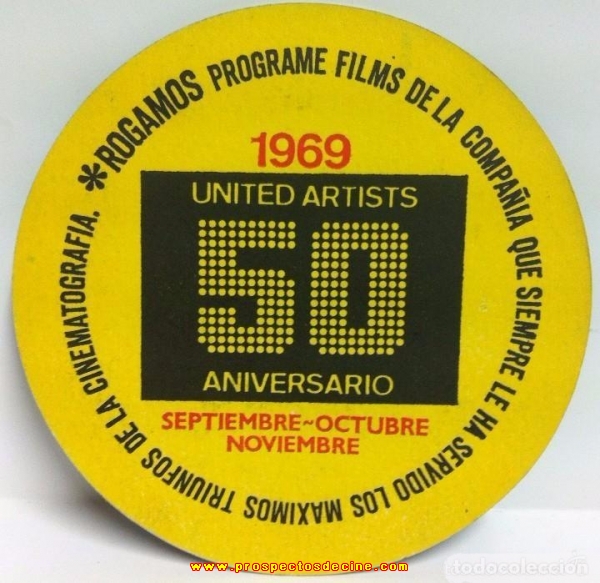 *ROGAMOS PROGRAME FILMS DE LA COMPAÑIA QUE SIEMPRE LE HA SERVIDO LOS MAXIMOS TRIUNFOS DE LA CINEMATOGRAFIA.
1969
UNITED ARTISTS
50
ANIVERSARIO
SEPTIEMBRE~OCTUBRE
NOVIEMBRE
www.prospectosdecine.com
todocoleccion